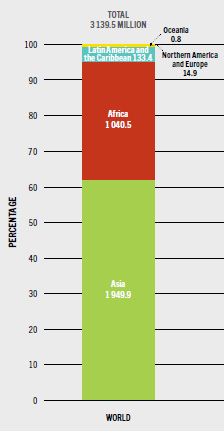 TOTAL
3 139.5 MILLION
Oceania
0.8
100
Latin America and
the Caribbean 133.4
Northern America
and Europe
14.9
90
80
Africa
1 040.5
70
60
50
40
Asia
1 949.9
30
20
10
0
PERCENTAGE
WORLD